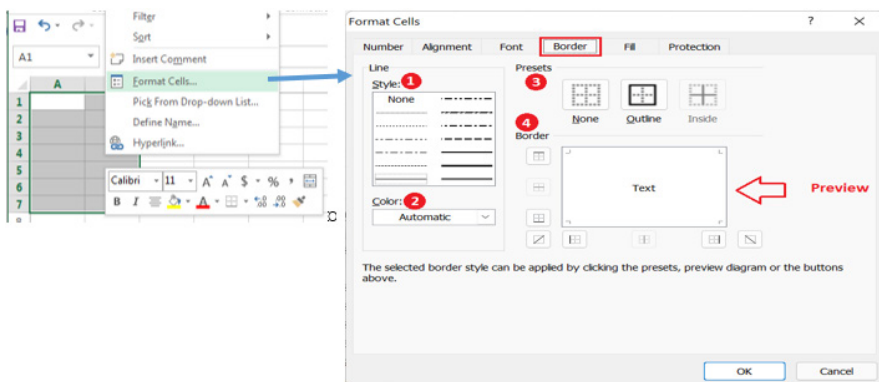 Filter
Sort
A1
Insert Comment
A
Format Cells...
1
Pick From Drop-down List...
2
Define Name...
3
Hyperlink...
4
5
6
7
Calibri 11 A A $ % ,
B I A
Format Cells ?
Number Alignment Font Border Fill Protection
Line
Style: 1
None
Color: 2
Automatic
Presets
3
None Outline Inside
4
Border
Text
Preview
The selected border style can be applied by clicking the presets, preview diagram or the buttons
above.
OK Cancel